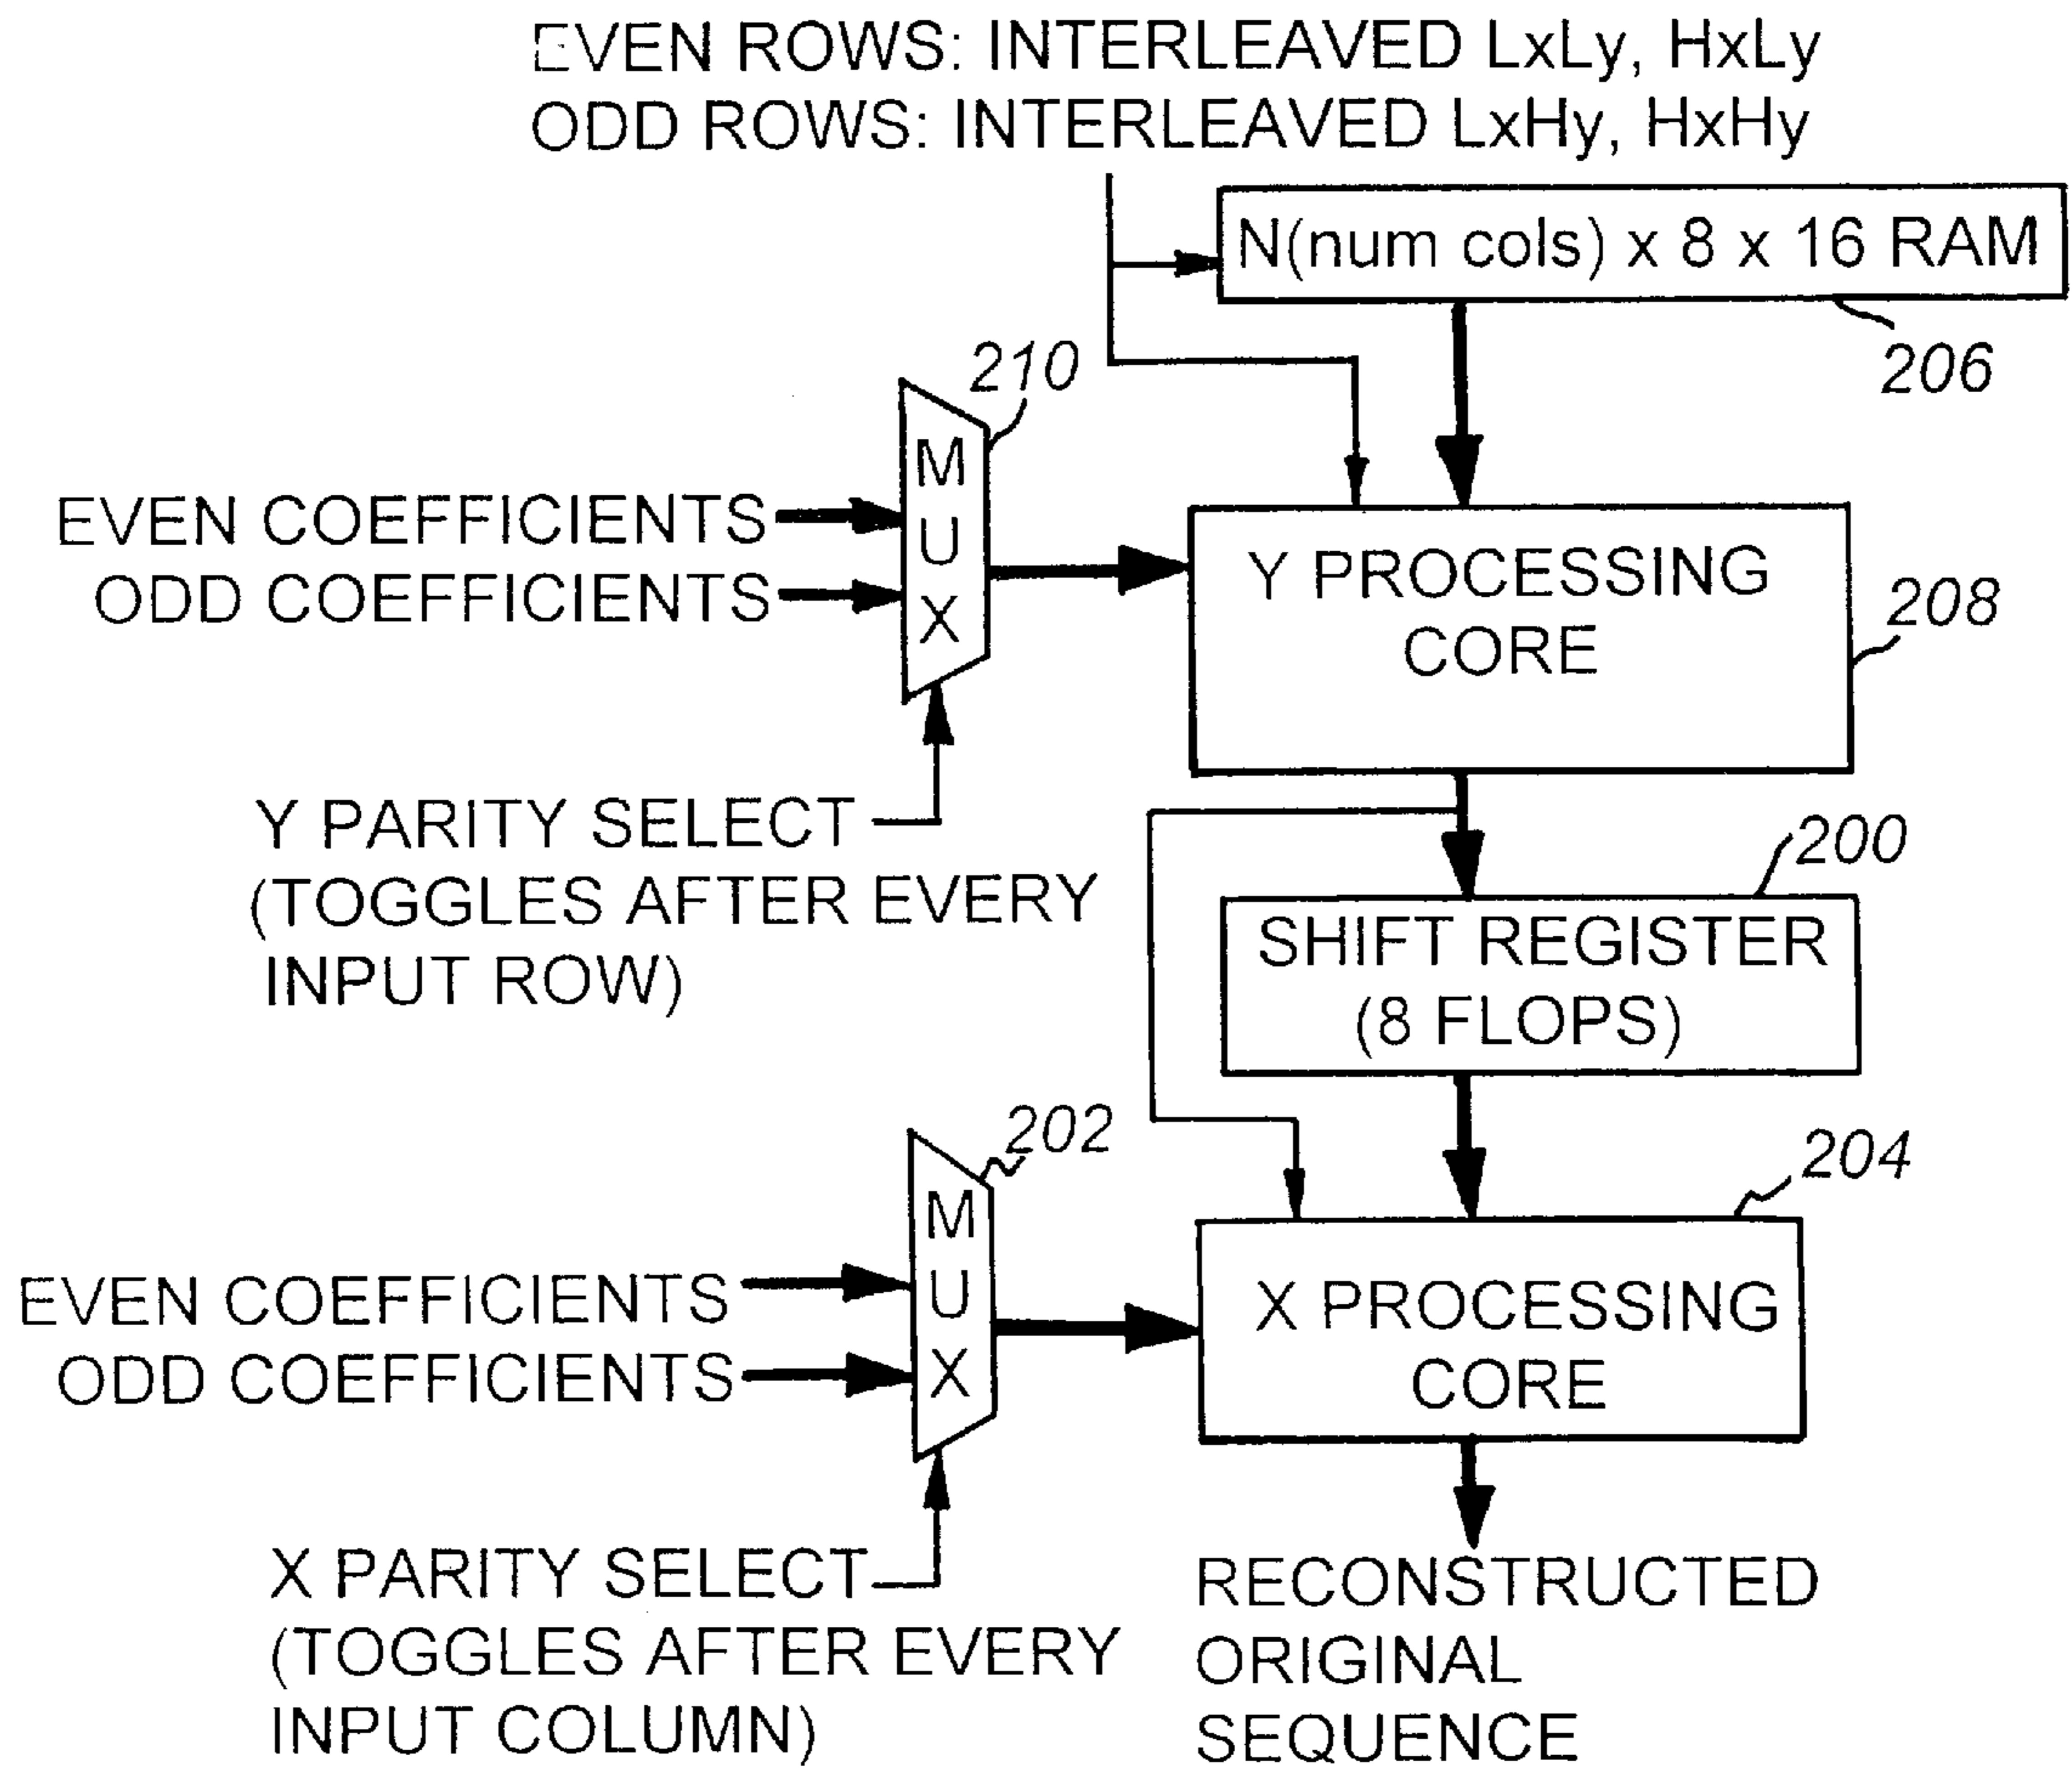 EVEN ROWS: INTERLEAVED LxLy, HxLy
ODD ROWS: INTERLEAVED LxHy, HxHy
N(num cols) x 8 x 16 RAM
206
210
MUX
EVEN COEFFICIENTS
ODD COEFFICIENTS
Y PROCESSING
CORE
208
Y PARITY SELECT
(TOGGLES AFTER EVERY
INPUT ROW)
200
SHIFT REGISTER
(8 FLOPS)
202
MUX
204
EVEN COEFFICIENTS
ODD COEFFICIENTS
X PROCESSING
CORE
X PARITY SELECT
(TOGGLES AFTER EVERY
INPUT COLUMN)
RECONSTRUCTED
ORIGINAL
SEQUENCE